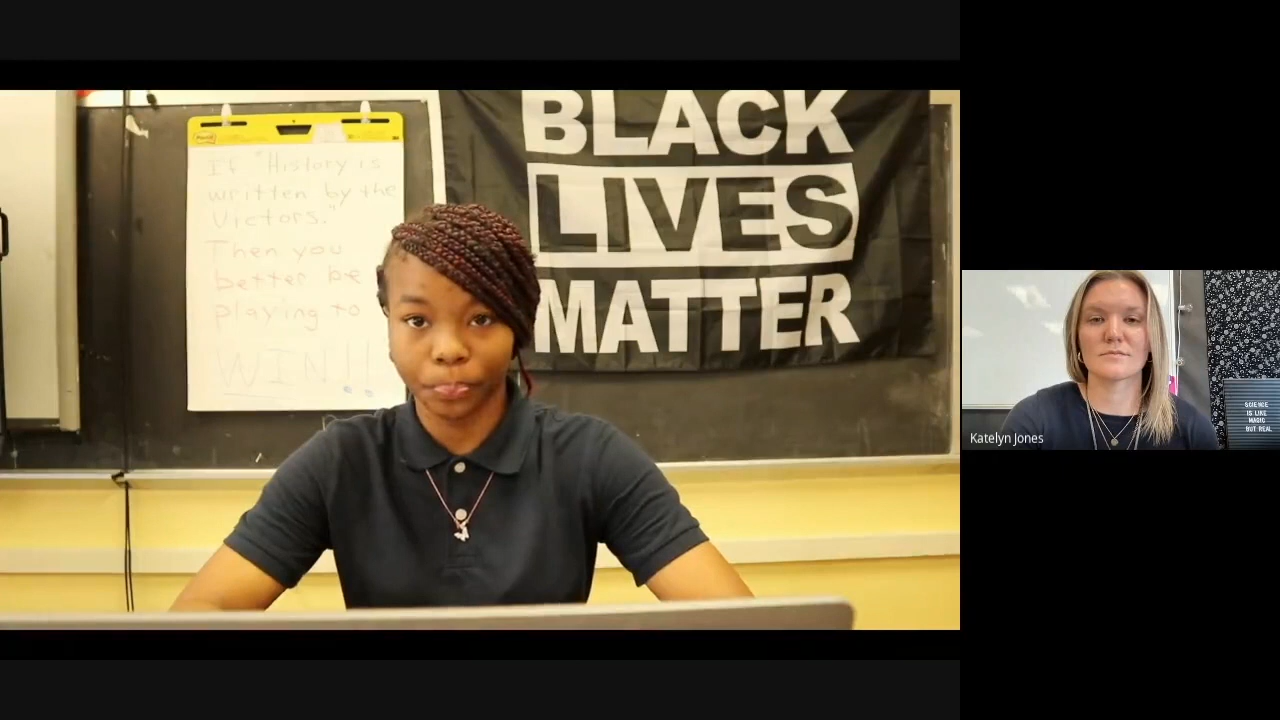 If "History is
written by the
Victors."
Then you
better be
playing to
WIN!!
BLACK
LIVES
MATTER
Katelyn Jones
SCIENCE
IS LIKE
MAGIC
BUT REAL